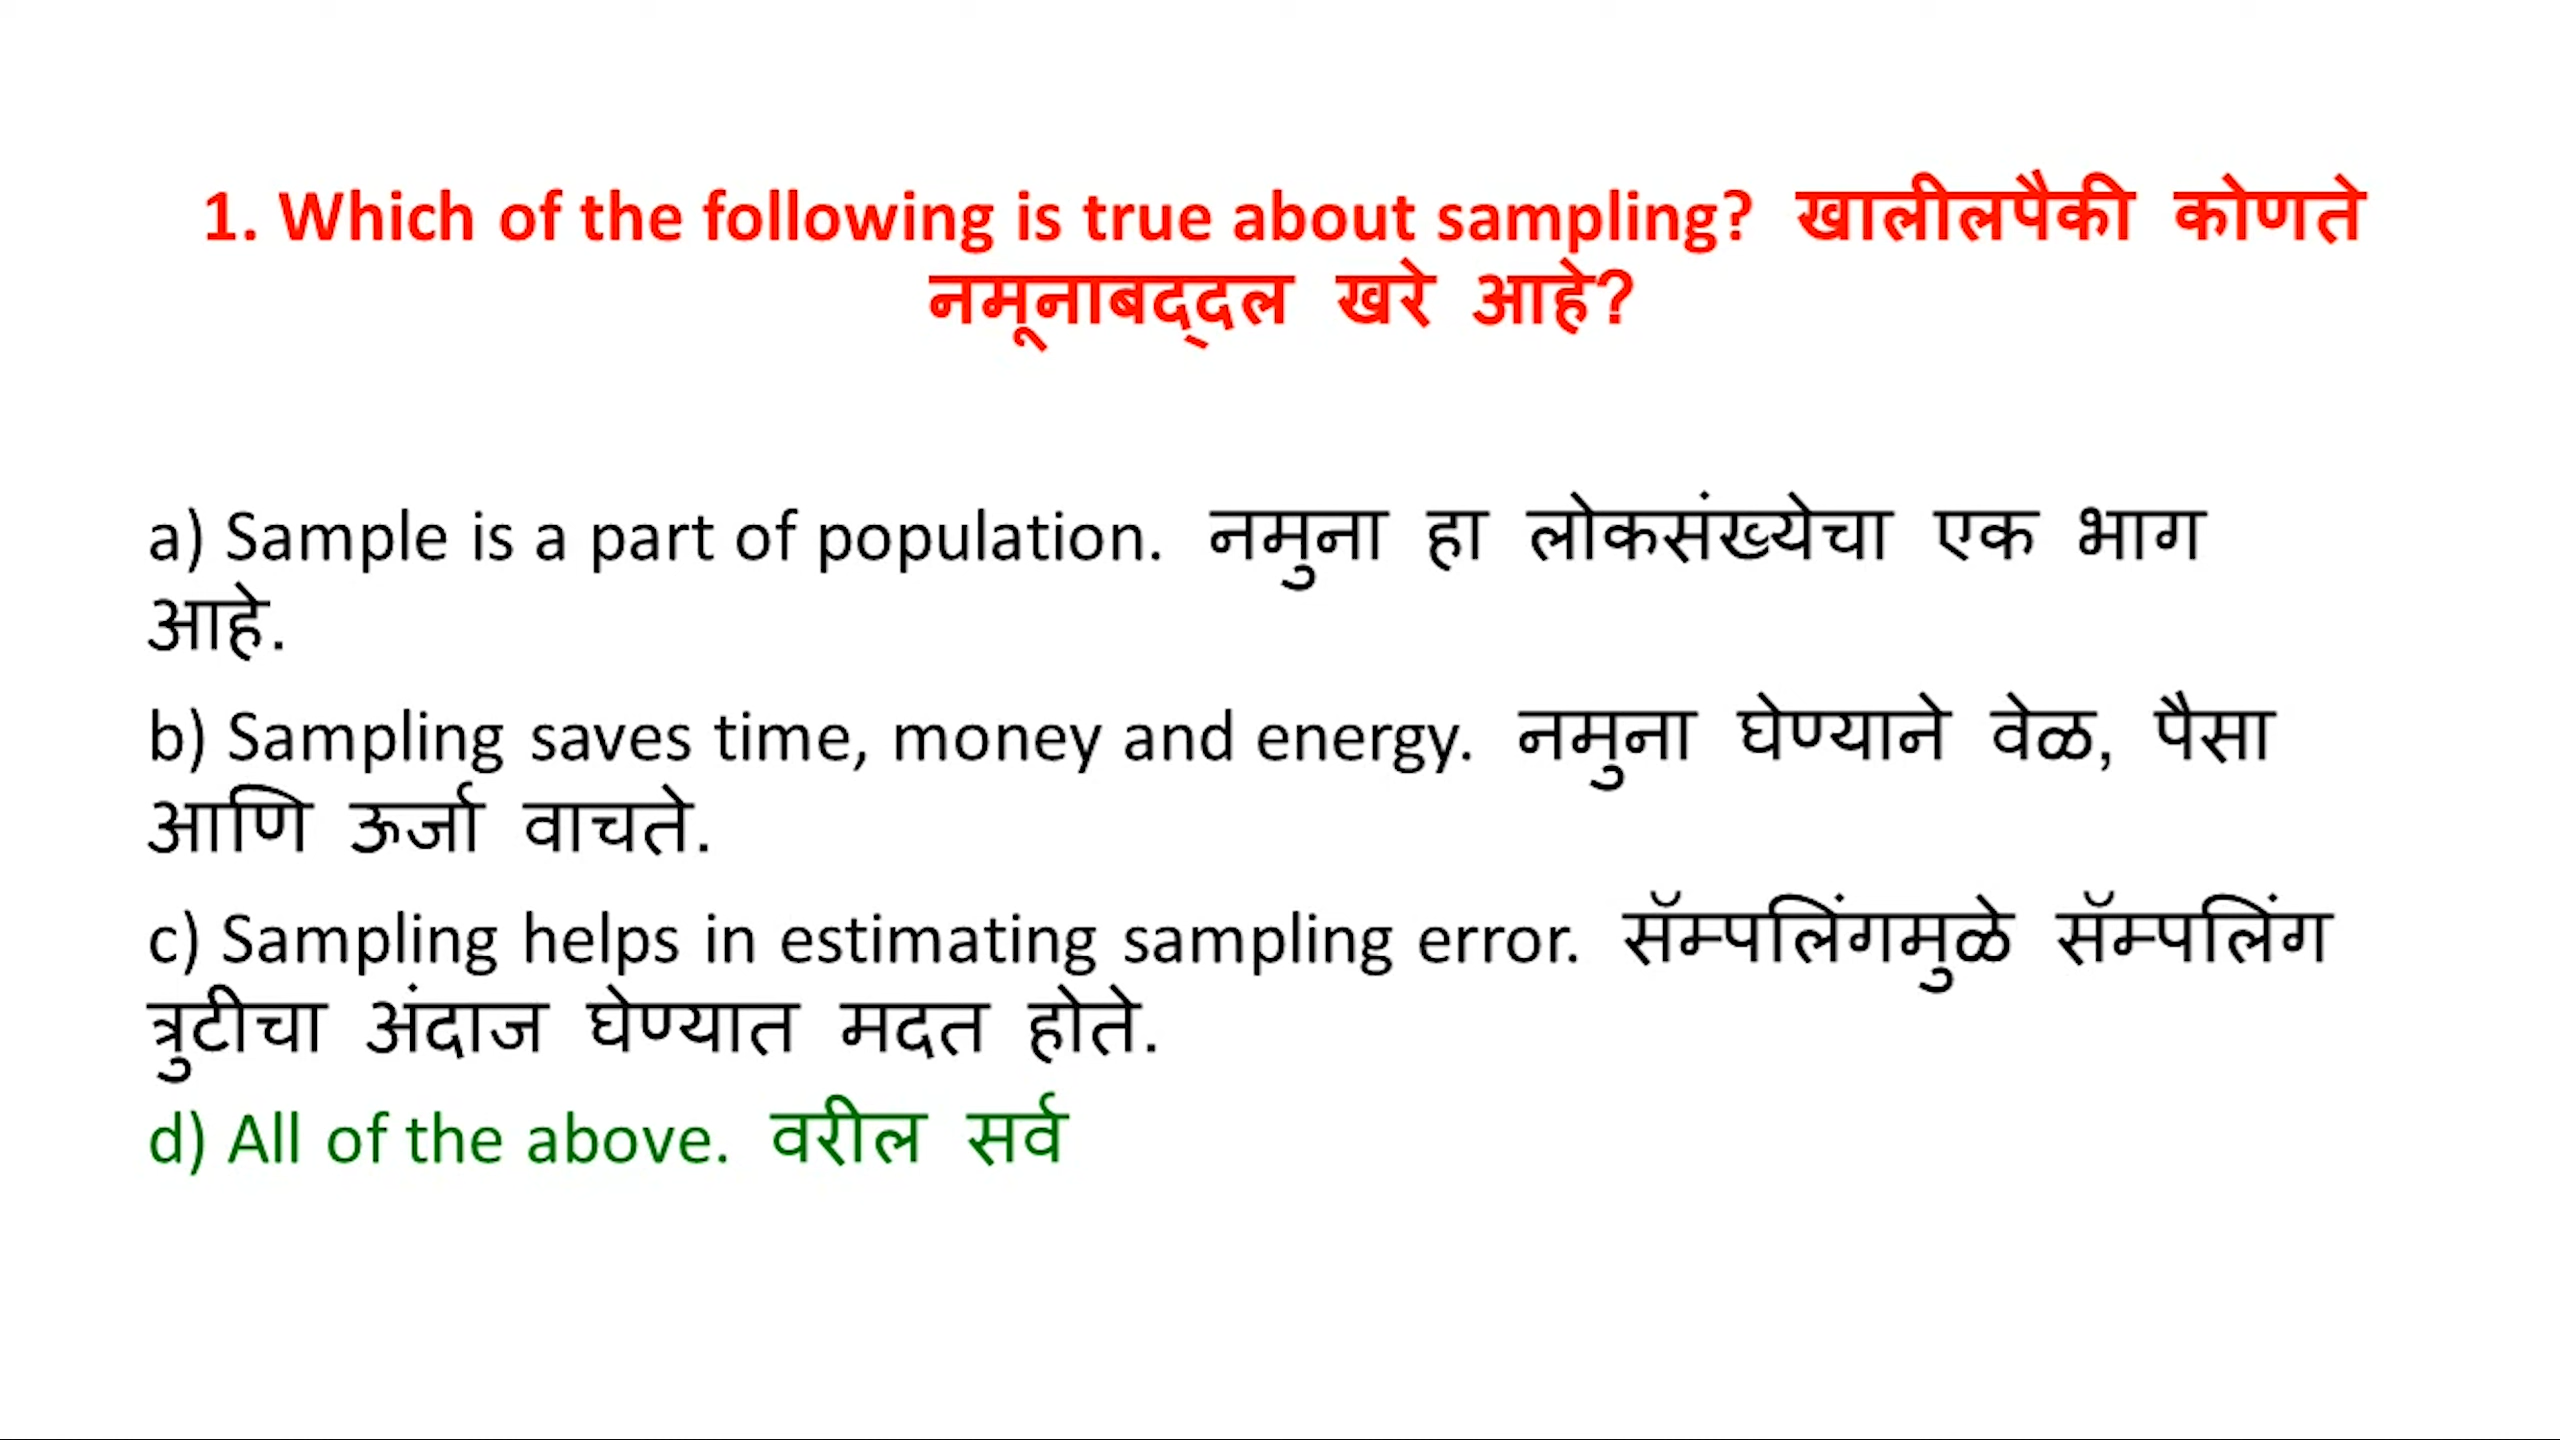 1. Which of the following is true about sampling? खालीलपैकी कोणते
नमूनाबद्दल खरे आहे?
a) Sample is a part of population. नमुना हा लोकसंख्येचा एक भाग
आहे.
b) Sampling saves time, money and energy. नमुना घेण्याने वेळ, पैसा
आणि ऊर्जा वाचते.
c) Sampling helps in estimating sampling error. सॅम्पलिंगमुळे सॅम्पलिंग
त्रुटीचा अंदाज घेण्यात मदत होते.
d) All of the above. वरील सर्व